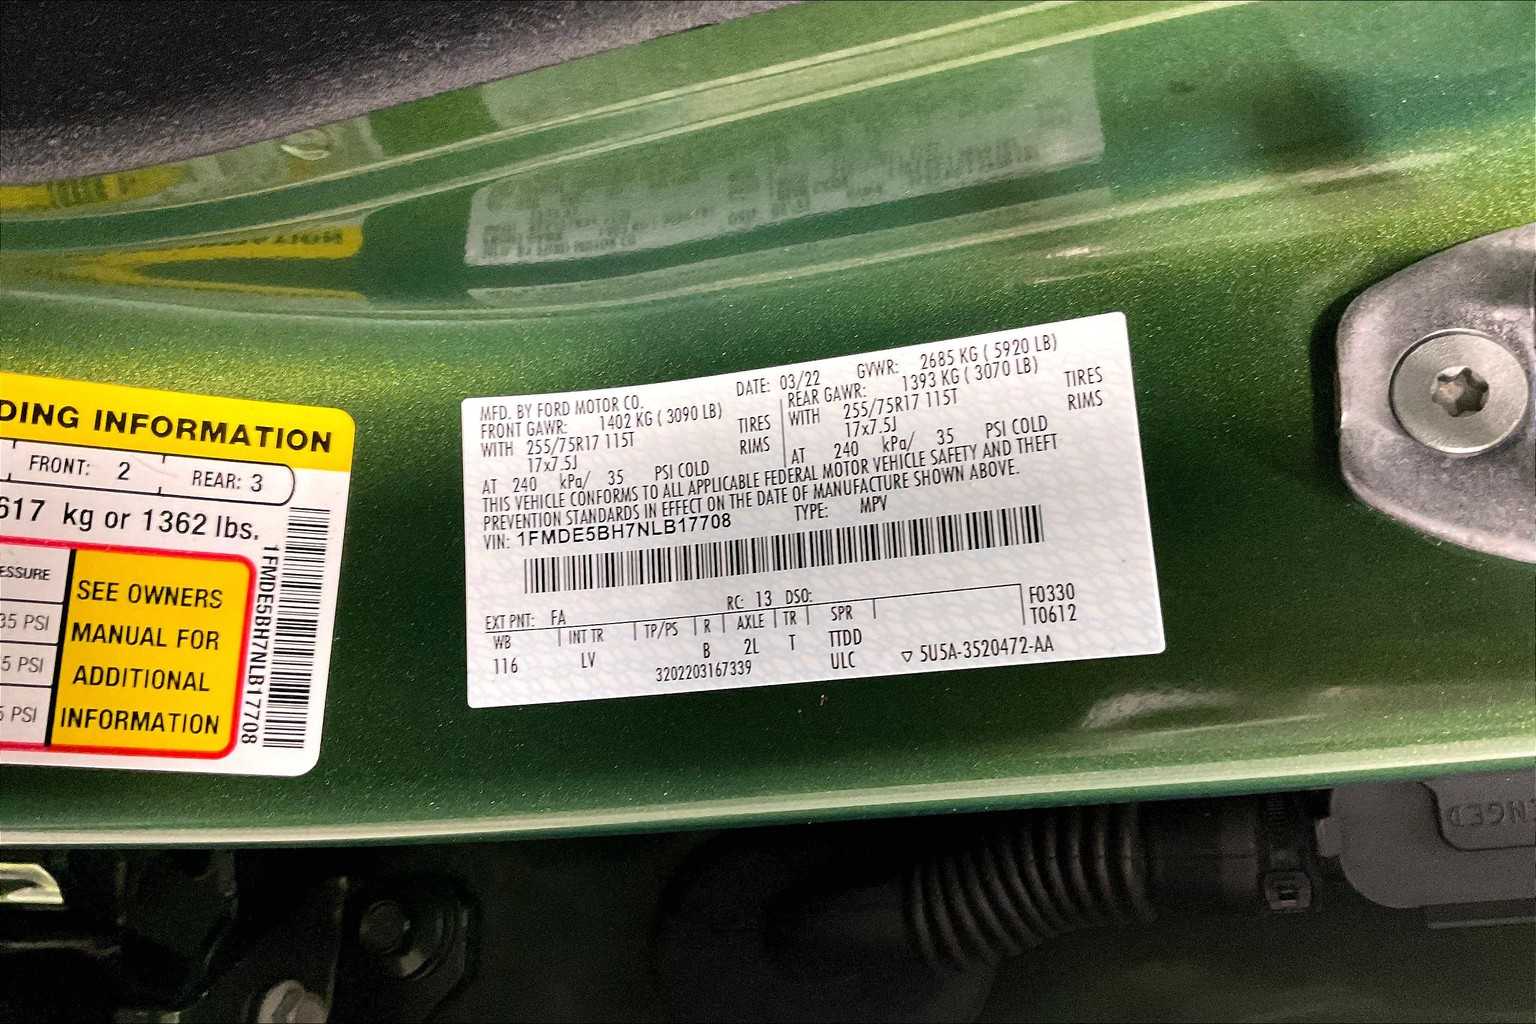 DING INFORMATION
FRONT: 2 REAR: 3
617 kg or 1362 lbs.
ESSURE
35 PSI
5 PSI
5 PSI
SEE OWNERS
MANUAL FOR
ADDITIONAL
INFORMATION
1FMDE5BH7NLB17708
MFD. BY FORD MOTOR CO.
DATE: 03/22 GVWR: 2685 KG ( 5920 LB)
FRONT GAWR: 1402 KG ( 3090 LB)
WITH 255/75R17 115T TIRES
17x7.5J RIMS
AT 240 kPa/ 35 PSI COLD
REAR GAWR: 1393 KG ( 3070 LB)
WITH 255/75R17 115T TIRES
17x7.5J RIMS
AT 240 kPa/ 35 PSI COLD
THIS VEHICLE CONFORMS TO ALL APPLICABLE FEDERAL MOTOR VEHICLE SAFETY AND THEFT
PREVENTION STANDARDS IN EFFECT ON THE DATE OF MANUFACTURE SHOWN ABOVE.
VIN: 1FMDE5BH7NLB17708 TYPE: MPV
EXT PNT: FA RC: 13 DSO:
WB INT TR TP/PS R AXLE TR SPR
116 LV B 2L T TTDD
3202203167339 ULC
F0330
T0612
▽ 5U5A-3520472-AA